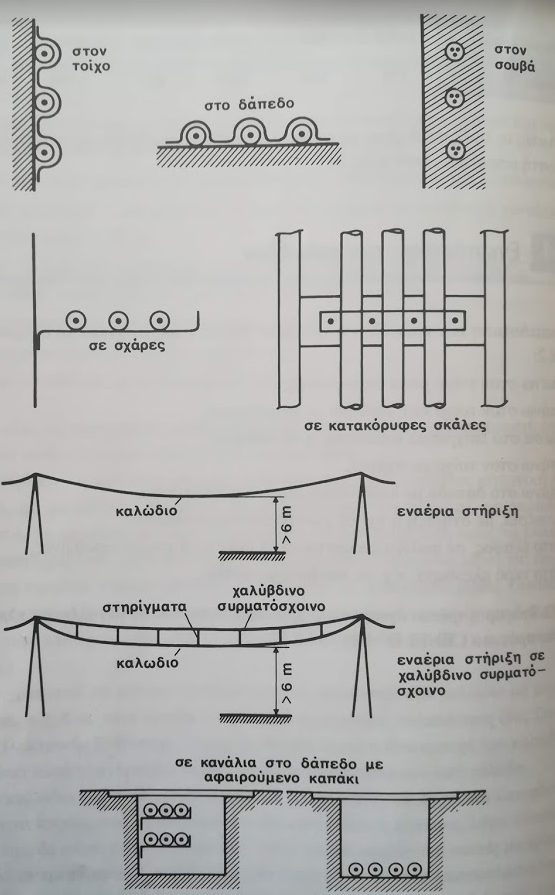 στον
τοίχο
στο δάπεδο
στον
σουβά
σε σχάρες
σε κατακόρυφες σκάλες
καλώδιο
>6 m
εναέρια στήριξη
στηρίγματα
χαλύβδινο
συρματόσχοινο
καλωδιο
>6 m
εναέρια στήριξη σε
χαλύβδινο συρματό-
σχοινο
σε κανάλια στο δάπεδο με
αφαιρούμενο καπάκι